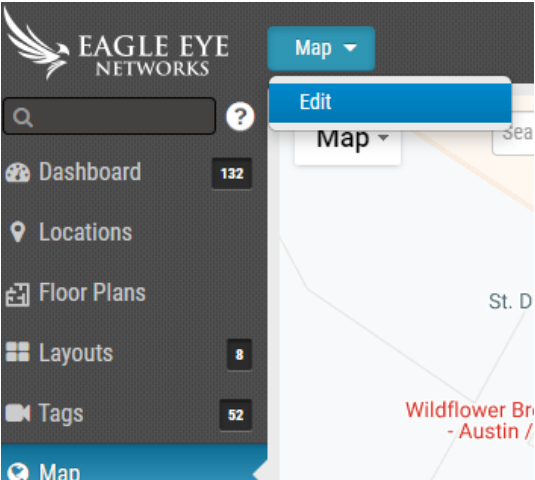 EAGLE EYE
NETWORKS
Map
Edit
?
Map
Sea
Dashboard 132
Locations
Floor Plans
St. D
Layouts 8
Tags 52
Wildflower Br
- Austin /
Map